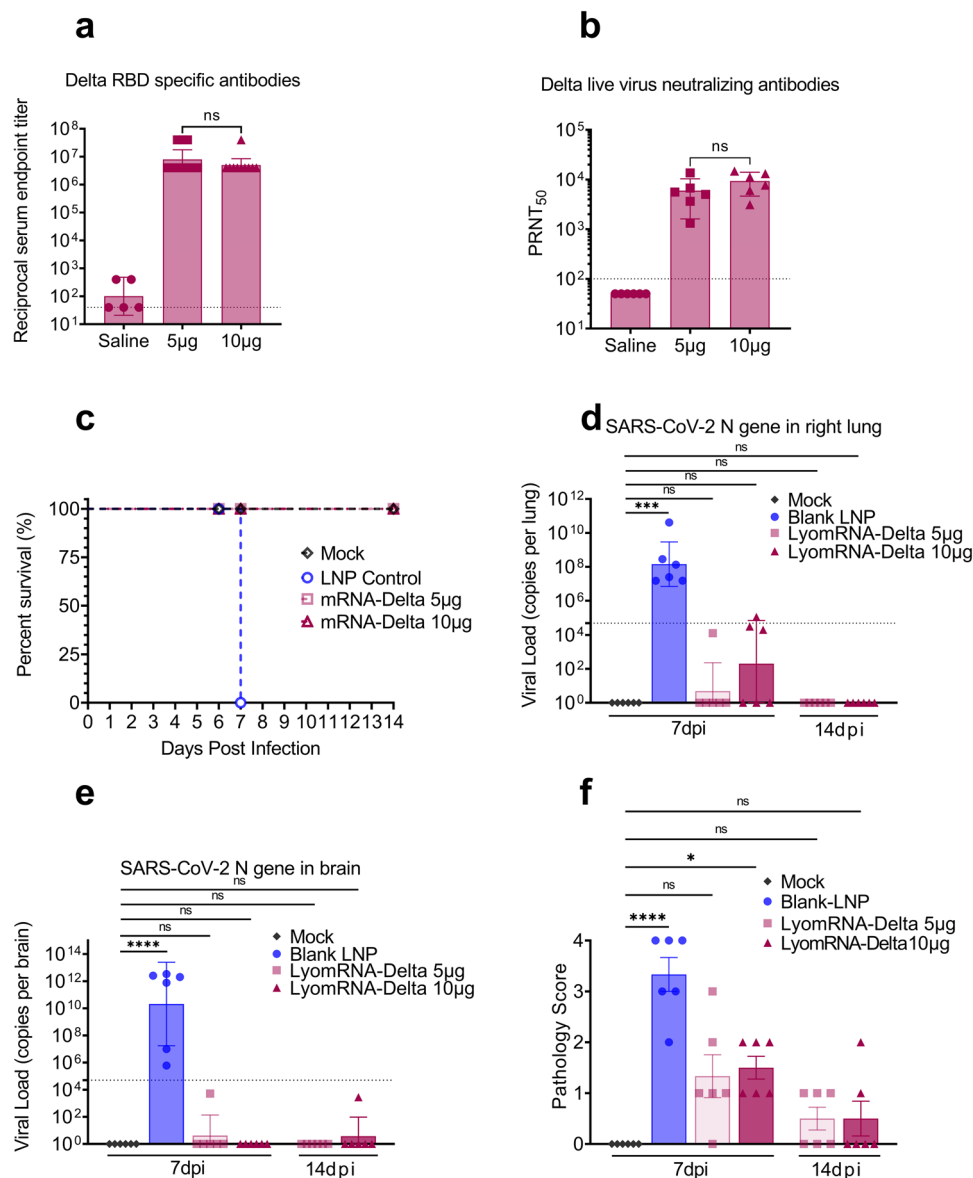 a
Delta RBD specific antibodies
Reciprocal serum endpoint titer
10⁸
10⁷
10⁶
10⁵
10⁴
10³
10²
10¹
ns
Saline 5µg 10µg
b
Delta live virus neutralizing antibodies
PRNT₅₀
10⁵
10⁴
10³
10²
10¹
ns
Saline 5µg 10µg
c
Percent survival (%)
100
75
50
25
0
Mock
LNP Control
mRNA-Delta 5µg
mRNA-Delta 10µg
0 1 2 3 4 5 6 7 8 9 10 11 12 13 14
Days Post Infection
d
SARS-CoV-2 N gene in right lung
ns
ns
ns
ns
***
Viral Load (copies per lung)
10¹²
10¹⁰
10⁸
10⁶
10⁴
10²
10⁰
Mock
Blank LNP
LyomRNA-Delta 5µg
LyomRNA-Delta 10µg
7dpi 14dpi
e
SARS-CoV-2 N gene in brain
ns
ns
ns
ns
****
Viral Load (copies per brain)
10¹⁴
10¹²
10¹⁰
10⁸
10⁶
10⁴
10²
10⁰
Mock
Blank LNP
LyomRNA-Delta 5µg
LyomRNA-Delta 10µg
7dpi 14dpi
f
ns
ns
*
ns
****
Pathology Score
4
3
2
1
0
Mock
Blank-LNP
LyomRNA-Delta 5µg
LyomRNA-Delta10µg
7dpi 14dpi